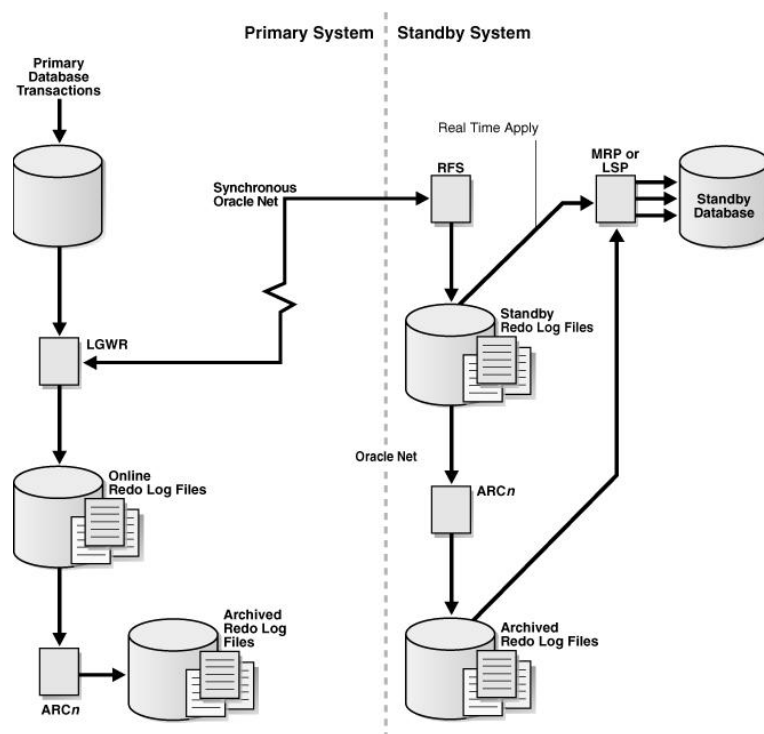 Primary System
Standby System
Primary
Database
Transactions
Real Time Apply
MRP or
LSP
RFS
Synchronous
Oracle Net
Standby
Database
Standby
Redo Log Files
LGWR
Oracle Net
Online
Redo Log Files
ARCn
Archived
Redo Log
Files
Archived
Redo Log Files
ARCn